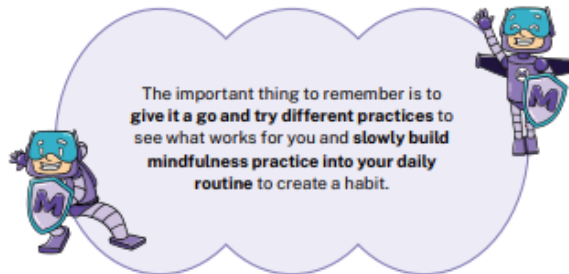 The important thing to remember is to
give it a go and try different practices to
see what works for you and slowly build
mindfulness practice into your daily
routine to create a habit.
M
M